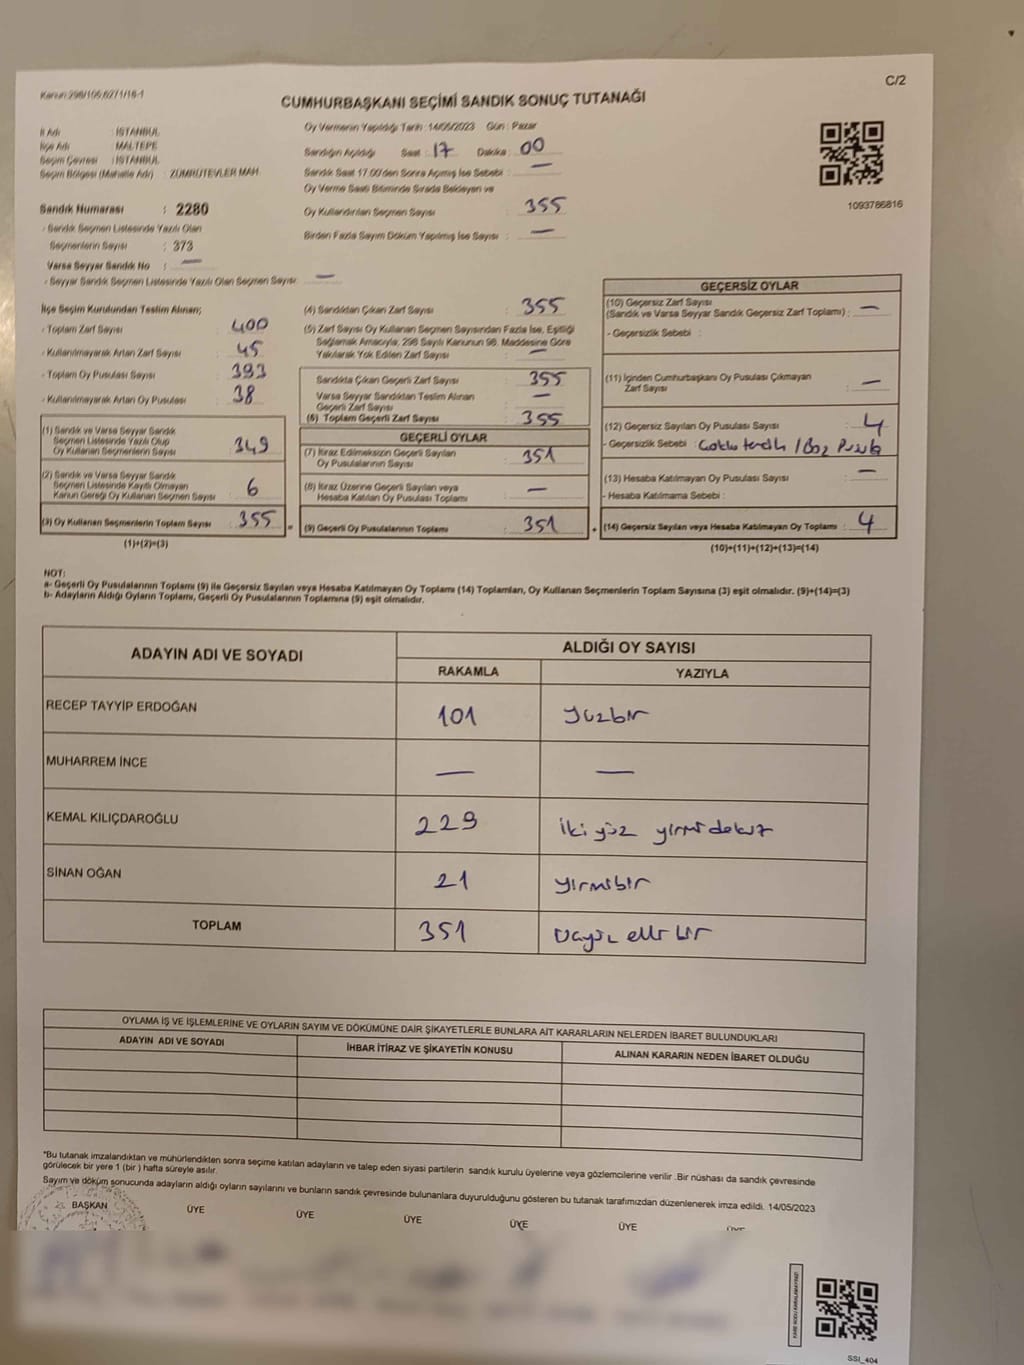 C/2
Kanun:298/105,6271/16-1
CUMHURBAŞKANI SEÇİMİ SANDIK SONUÇ TUTANAĞI
İl Adı : İSTANBUL
İlçe Adı : MALTEPE
Seçim Çevresi : İSTANBUL
Seçim Bölgesi (Mahalle Adı) : ZÜMRÜTEVLER MAH.
Oy Vermenin Yapıldığı Tarih :14/05/2023 Gün : Pazar
Sandığın Açıldığı Saat : 17 Dakika : 00
Sandık Saat 17.00'den Sonra Açılmış İse Sebebi : —
Oy Verme Saati Bitiminde Sırada Bekleyen ve
Oy Kullandırılan Seçmen Sayısı : 355
Birden Fazla Sayım Döküm Yapılmış İse Sayısı : —
1093786816
Sandık Numarası : 2280
- Sandık Seçmen Listesinde Yazılı Olan
Seçmenlerin Sayısı : 373
Varsa Seyyar Sandık No : —
- Seyyar Sandık Seçmen Listesinde Yazılı Olan Seçmen Sayısı: —
İlçe Seçim Kurulundan Teslim Alınan;
- Toplam Zarf Sayısı : 400
- Kullanılmayarak Artan Zarf Sayısı : 45
- Toplam Oy Pusulası Sayısı : 393
- Kullanılmayarak Artan Oy Pusulası : 38
(1) Sandık ve Varsa Seyyar Sandık
Seçmen Listesinde Yazılı Olup
Oy Kullanan Seçmenlerin Sayısı : 349
(2) Sandık ve Varsa Seyyar Sandık
Seçmen Listesinde Kayıtlı Olmayan
Kanun Gereği Oy Kullanan Seçmen Sayısı : 6
(3) Oy Kullanan Seçmenlerin Toplam Sayısı : 355
(1)+(2)=(3)
(4) Sandıktan Çıkan Zarf Sayısı : 355
(5) Zarf Sayısı Oy Kullanan Seçmen Sayısından Fazla İse, Eşitliği
Sağlamak Amacıyla, 298 Sayılı Kanunun 98. Maddesine Göre
Yakılarak Yok Edilen Zarf Sayısı : —
Sandıkta Çıkan Geçerli Zarf Sayısı : 355
Varsa Seyyar Sandıktan Teslim Alınan
Geçerli Zarf Sayısı : —
(6) Toplam Geçerli Zarf Sayısı : 355
GEÇERLİ OYLAR
(7) İtiraz Edilmeksizin Geçerli Sayılan
Oy Pusulalarının Sayısı : 351
(8) İtiraz Üzerine Geçerli Sayılan veya
Hesaba Katılan Oy Pusulası Toplamı : —
= (9) Geçerli Oy Pusulalarının Toplamı : 351
GEÇERSİZ OYLAR
(10) Geçersiz Zarf Sayısı
(Sandık ve Varsa Seyyar Sandık Geçersiz Zarf Toplamı) : —
- Geçersizlik Sebebi :
(11) İçinden Cumhurbaşkanı Oy Pusulası Çıkmayan
Zarf Sayısı : —
(12) Geçersiz Sayılan Oy Pusulası Sayısı : 4
- Geçersizlik Sebebi : Çoklu tercih / Boş Pusula
(13) Hesaba Katılmayan Oy Pusulası Sayısı : —
- Hesaba Katılmama Sebebi :
+ (14) Geçersiz Sayılan veya Hesaba Katılmayan Oy Toplamı : 4
(10)+(11)+(12)+(13)=(14)
NOT:
a- Geçerli Oy Pusulalarının Toplamı (9) ile Geçersiz Sayılan veya Hesaba Katılmayan Oy Toplamı (14) Toplamları, Oy Kullanan Seçmenlerin Toplam Sayısına (3) eşit olmalıdır. (9)+(14)=(3)
b- Adayların Aldığı Oyların Toplamı, Geçerli Oy Pusulalarının Toplamına (9) eşit olmalıdır.
ADAYIN ADI VE SOYADI ALDIĞI OY SAYISI
RAKAMLA YAZIYLA
RECEP TAYYİP ERDOĞAN 101 yüzbir
MUHARREM İNCE — —
KEMAL KILIÇDAROĞLU 229 iki yüz yirmi dokuz
SİNAN OĞAN 21 yirmibir
TOPLAM 351 üçyüz elli bir
OYLAMA İŞ VE İŞLEMLERİNE VE OYLARIN SAYIM VE DÖKÜMÜNE DAİR ŞİKAYETLERLE BUNLARA AİT KARARLARIN NELERDEN İBARET BULUNDUKLARI
ADAYIN ADI VE SOYADI İHBAR İTİRAZ VE ŞİKAYETİN KONUSU ALINAN KARARIN NEDEN İBARET OLDUĞU
*Bu tutanak imzalandıktan ve mühürlendikten sonra seçime katılan adayların ve talep eden siyasi partilerin sandık kurulu üyelerine veya gözlemcilerine verilir .Bir nüshası da sandık çevresinde
görülecek bir yere 1 (bir ) hafta süreyle asılır.
Sayım ve döküm sonucunda adayların aldığı oyların sayılarını ve bunların sandık çevresinde bulunanlara duyurulduğunu gösteren bu tutanak tarafımızdan düzenlenerek imza edildi. 14/05/2023
BAŞKAN ÜYE ÜYE ÜYE ÜYE ÜYE ÜYE
SSI_404